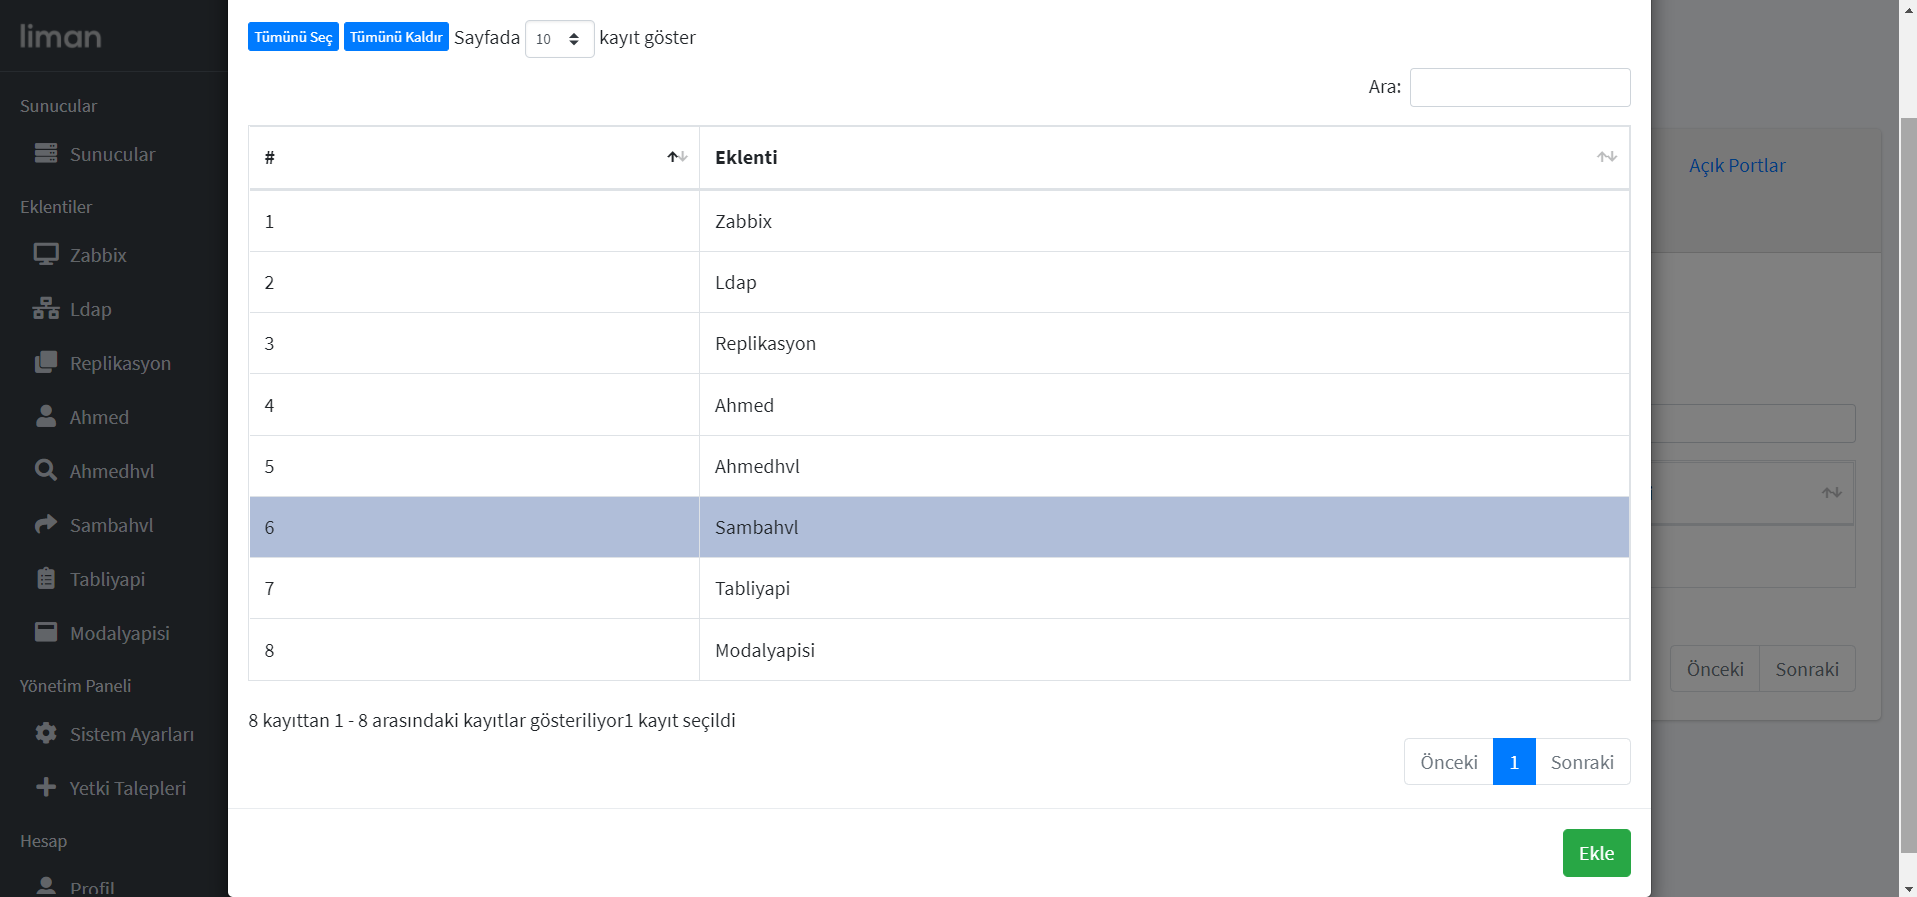 liman
Sunucular
Sunucular
Eklentiler
Zabbix
Ldap
Replikasyon
Ahmed
Ahmedhvl
Sambahvl
Tabliyapi
Modalyapisi
Yönetim Paneli
Sistem Ayarları
Yetki Talepleri
Hesap
Profil
Tümünü Seç Tümünü Kaldır Sayfada 10 kayıt göster
Ara:
# Eklenti
1 Zabbix
2 Ldap
3 Replikasyon
4 Ahmed
5 Ahmedhvl
6 Sambahvl
7 Tabliyapi
8 Modalyapisi
8 kayıttan 1 - 8 arasındaki kayıtlar gösteriliyor1 kayıt seçildi
Önceki 1 Sonraki
Ekle
Açık Portlar
Önceki Sonraki